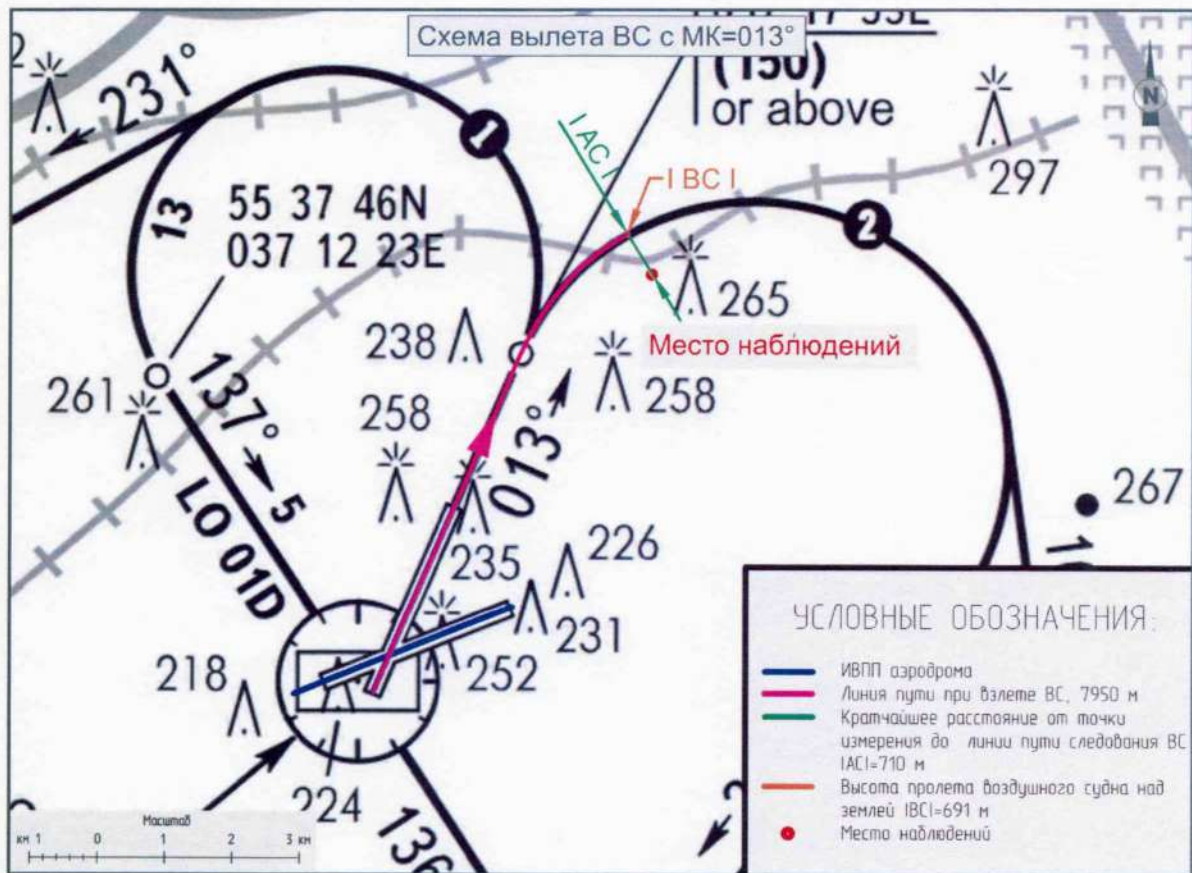 Схема вылета ВС с МК=013°
(150)
or above
N
231°
I AC I
I BC I
1
2
297
13
55 37 46N
037 12 23E
265
238
Место наблюдений
258
258
261
137°
5
013°
LO 01D
267
235
226
231
252
218
224
136
УСЛОВНЫЕ ОБОЗНАЧЕНИЯ:
ИВПП аэродрома
Линия пути при взлете ВС, 7950 м
Кратчайшее расстояние от точки
измерения до линии пути следования ВС
IACI=710 м
Высота пролета воздушного судна над
землей IBCI=691 м
Место наблюдений
Масштаб
км 1 0 1 2 3 км